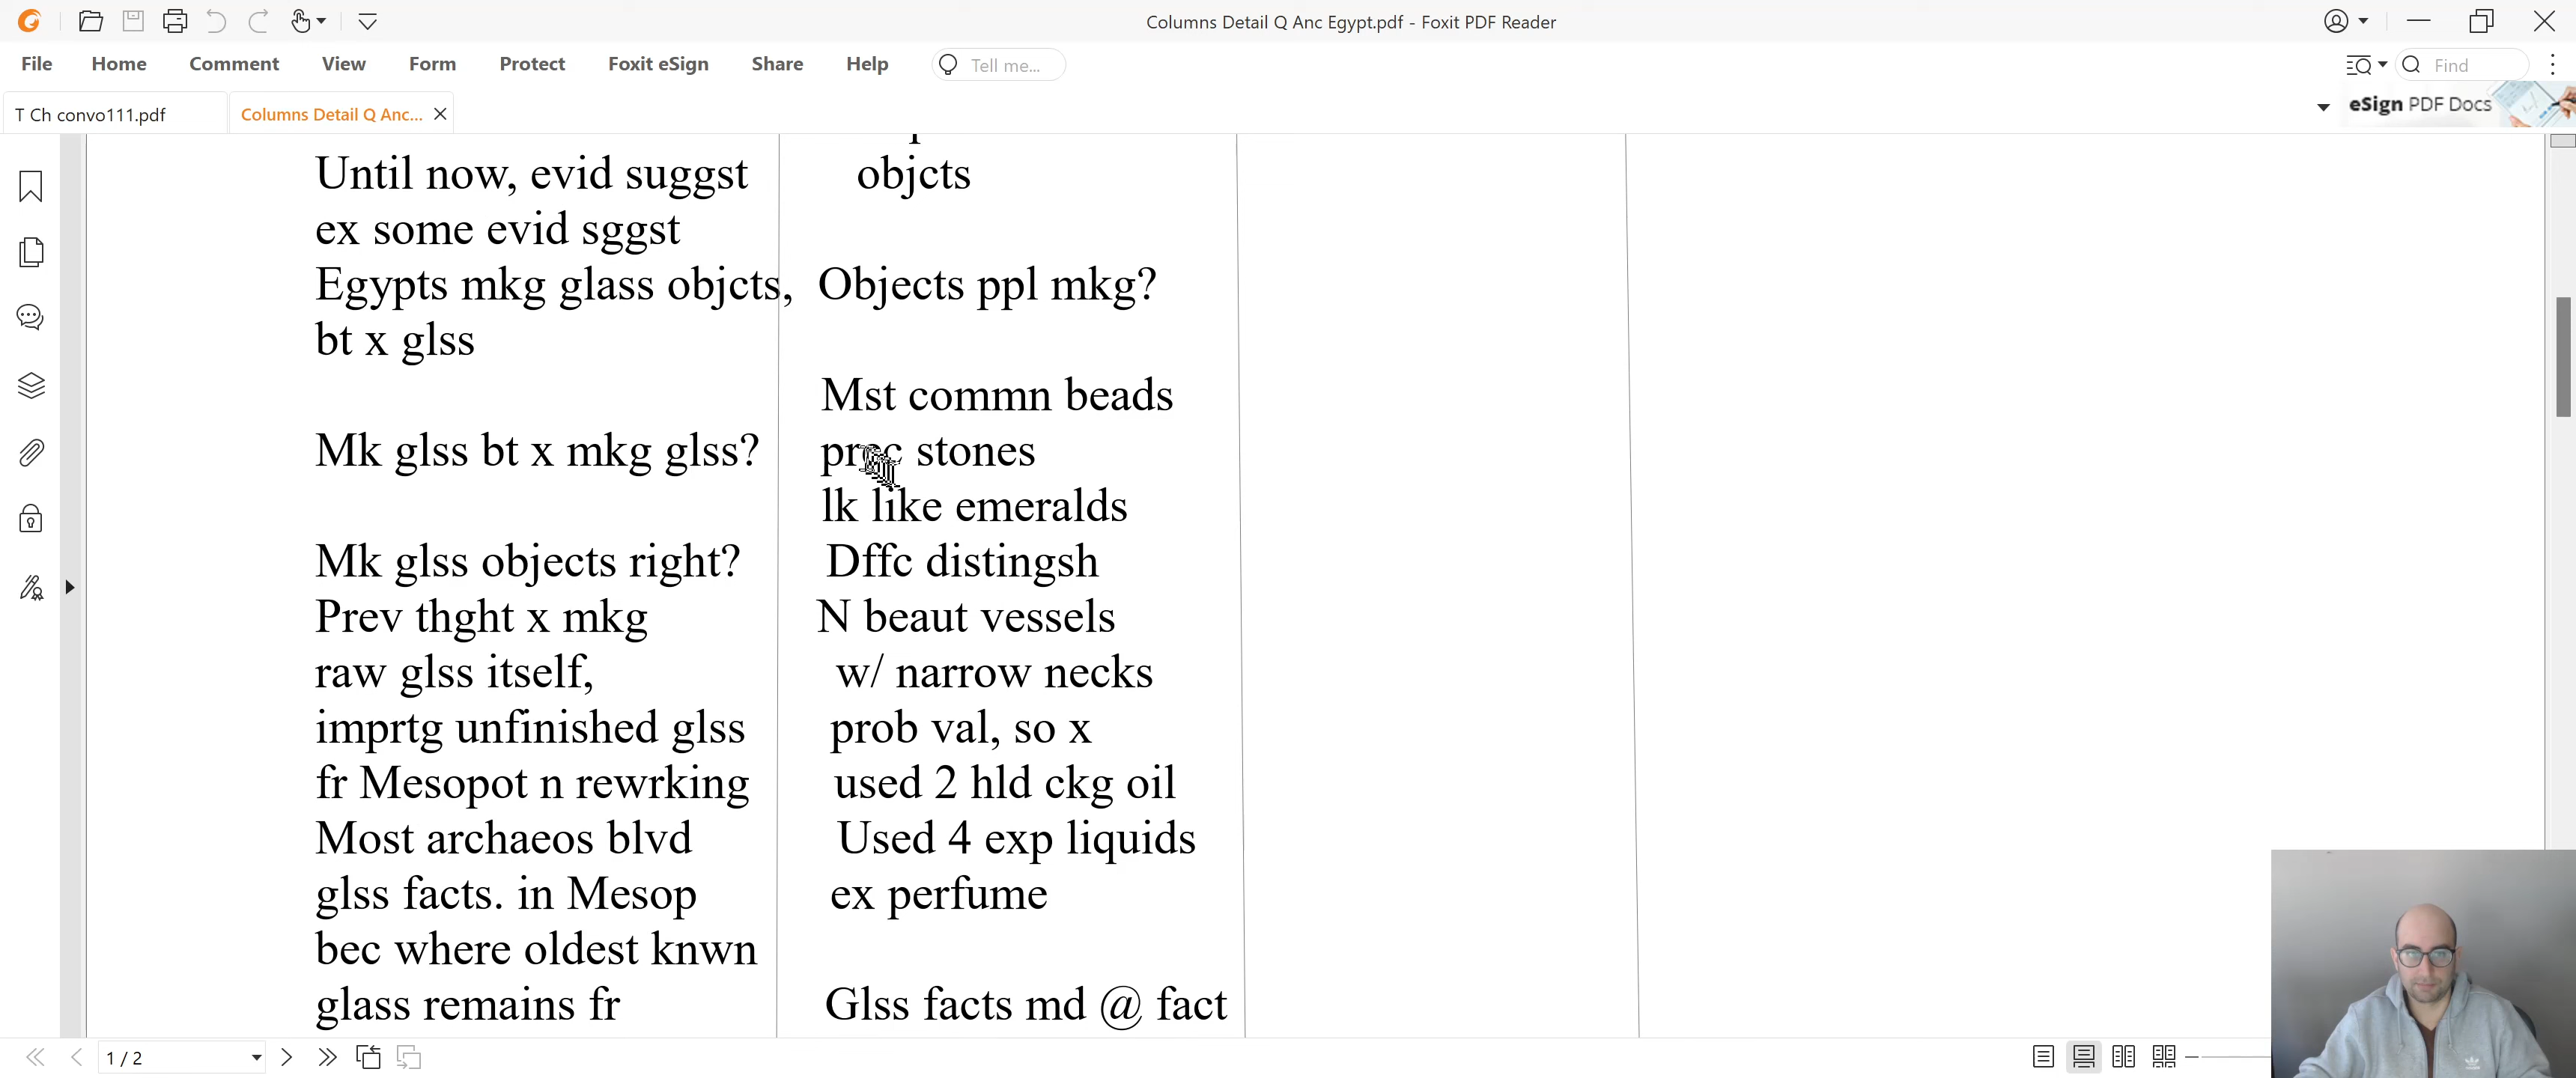 Columns Detail Q Anc Egypt.pdf - Foxit PDF Reader
File Home Comment View Form Protect Foxit eSign Share Help Tell me... Find
T Ch convo111.pdf Columns Detail Q Anc... eSign PDF Docs
Until now, evid suggst
ex some evid sggst
Egypts mkg glass objcts,
bt x glss
Mk glss bt x mkg glss?
Mk glss objects right?
Prev thght x mkg
raw glss itself,
imprtg unfinished glss
fr Mesopot n rewrking
Most archaeos blvd
glss facts. in Mesop
bec where oldest knwn
glass remains fr
objcts
Objects ppl mkg?
Mst commn beads
prec stones
lk like emeralds
Dffc distingsh
N beaut vessels
w/ narrow necks
prob val, so x
used 2 hld ckg oil
Used 4 exp liquids
ex perfume
Glss facts md @ fact
1 / 2